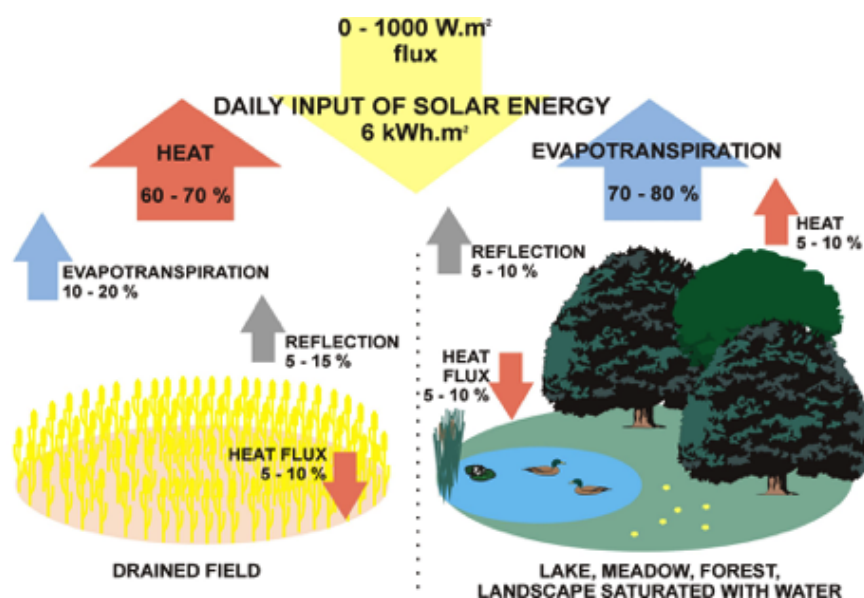 0 - 1000 W.m²
flux
DAILY INPUT OF SOLAR ENERGY
6 kWh.m²
HEAT
60 - 70 %
EVAPOTRANSPIRATION
10 - 20 %
REFLECTION
5 - 15 %
HEAT FLUX
5 - 10 %
DRAINED FIELD
EVAPOTRANSPIRATION
70 - 80 %
HEAT
5 - 10 %
REFLECTION
5 - 10 %
HEAT
FLUX
5 - 10 %
LAKE, MEADOW, FOREST,
LANDSCAPE SATURATED WITH WATER